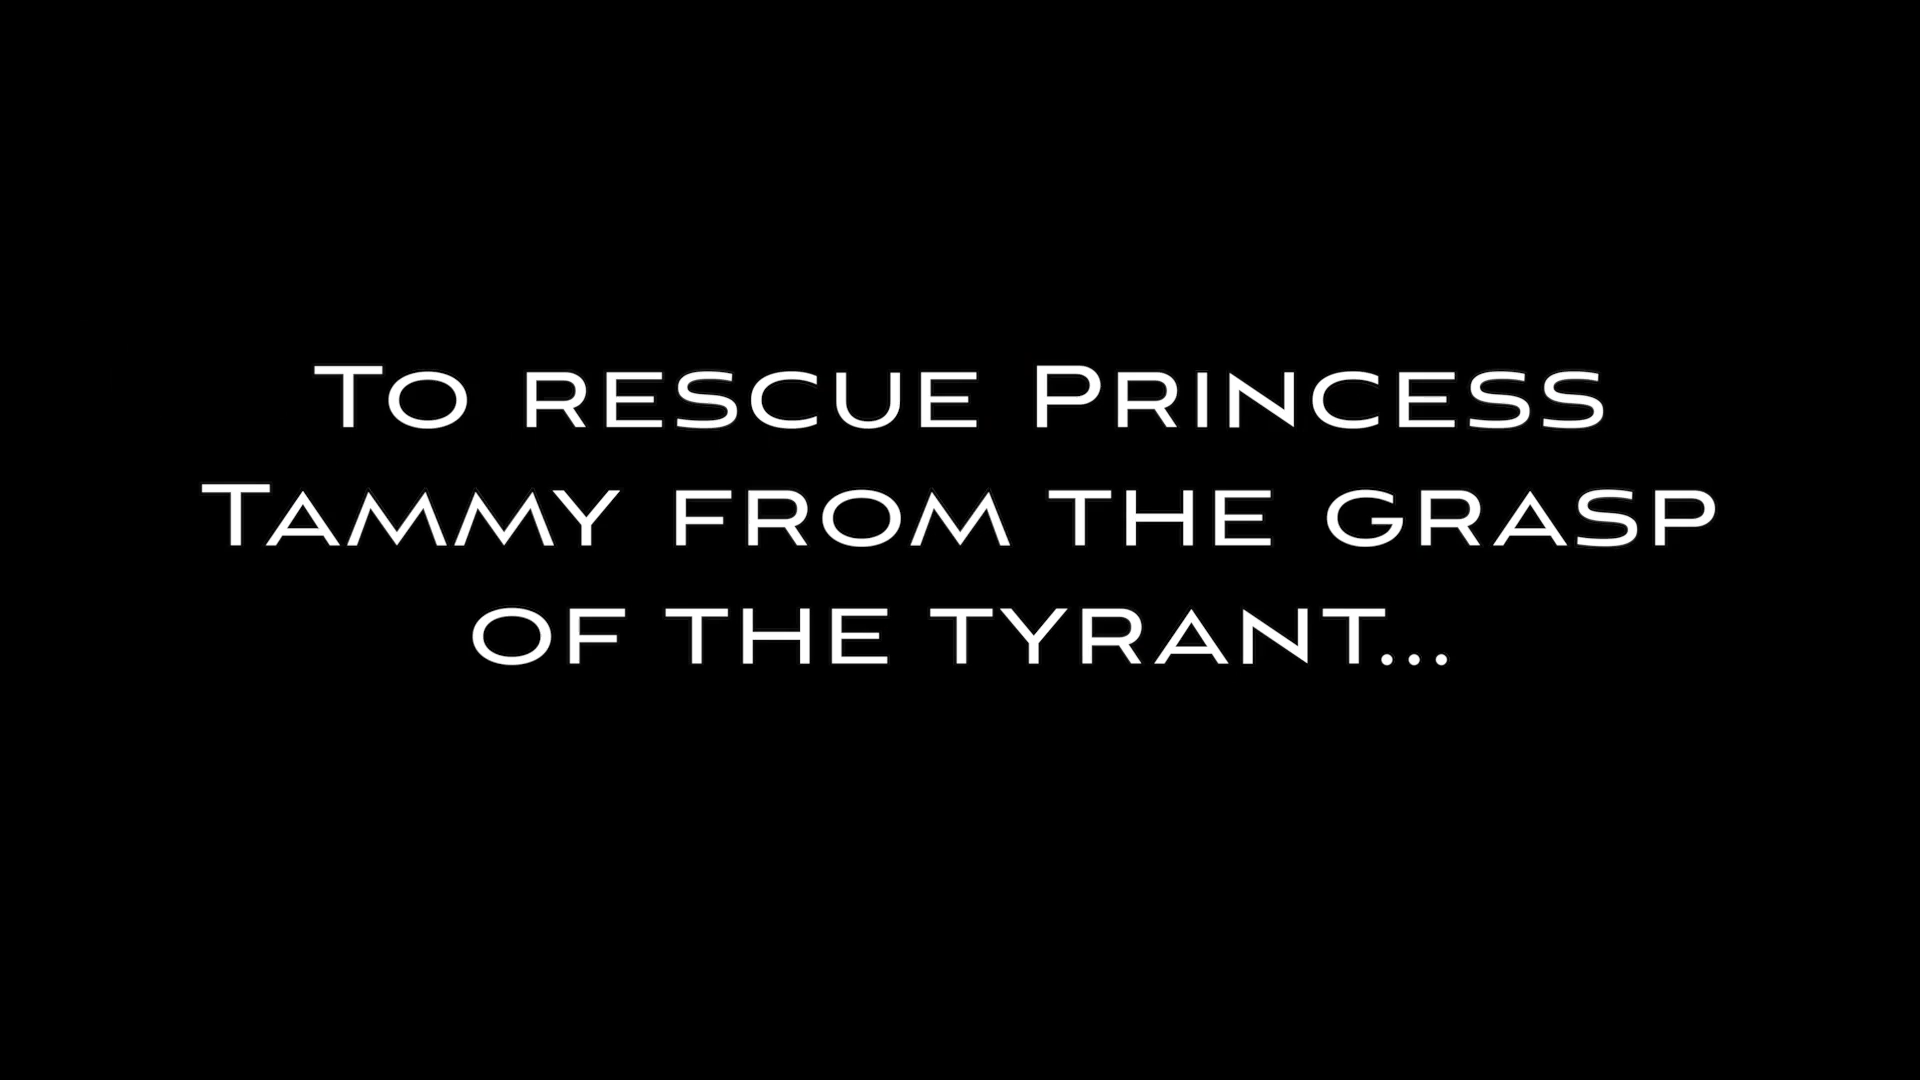 To rescue Princess
Tammy from the grasp
of the tyrant...